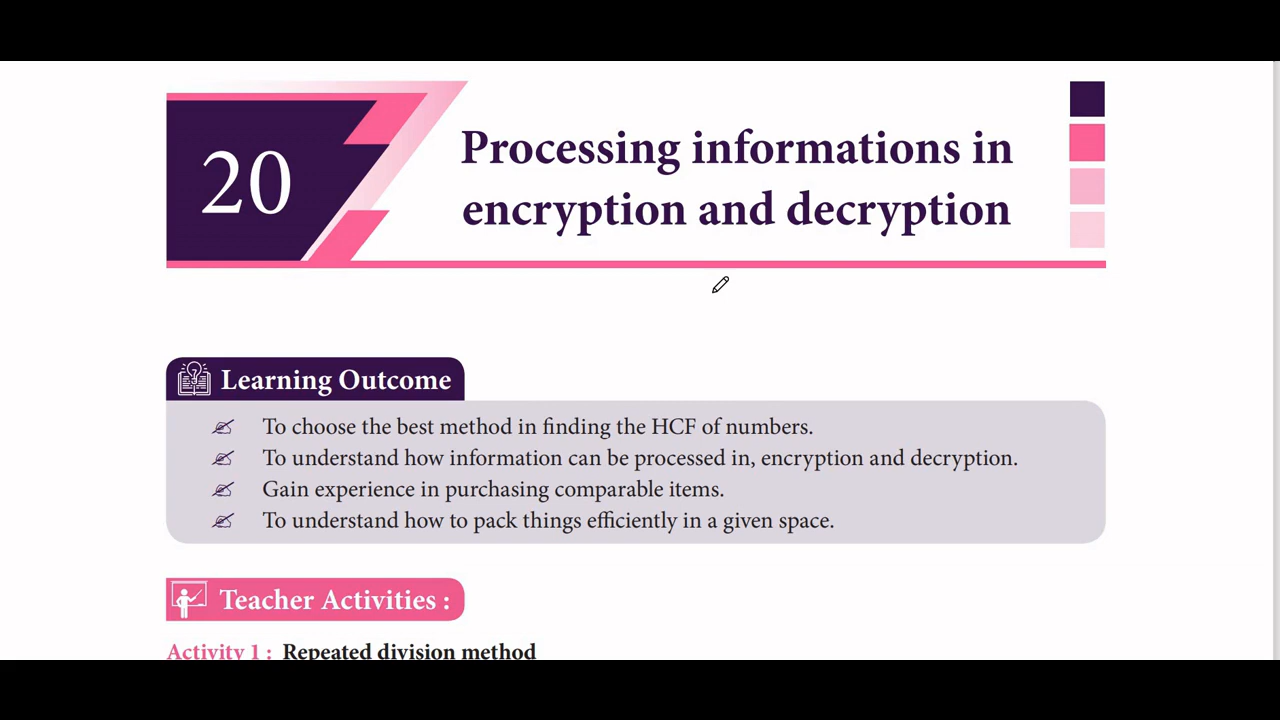 20
Processing informations in
encryption and decryption
Learning Outcome
To choose the best method in finding the HCF of numbers.
To understand how information can be processed in, encryption and decryption.
Gain experience in purchasing comparable items.
To understand how to pack things efficiently in a given space.
Teacher Activities :
Activity 1 : Repeated division method